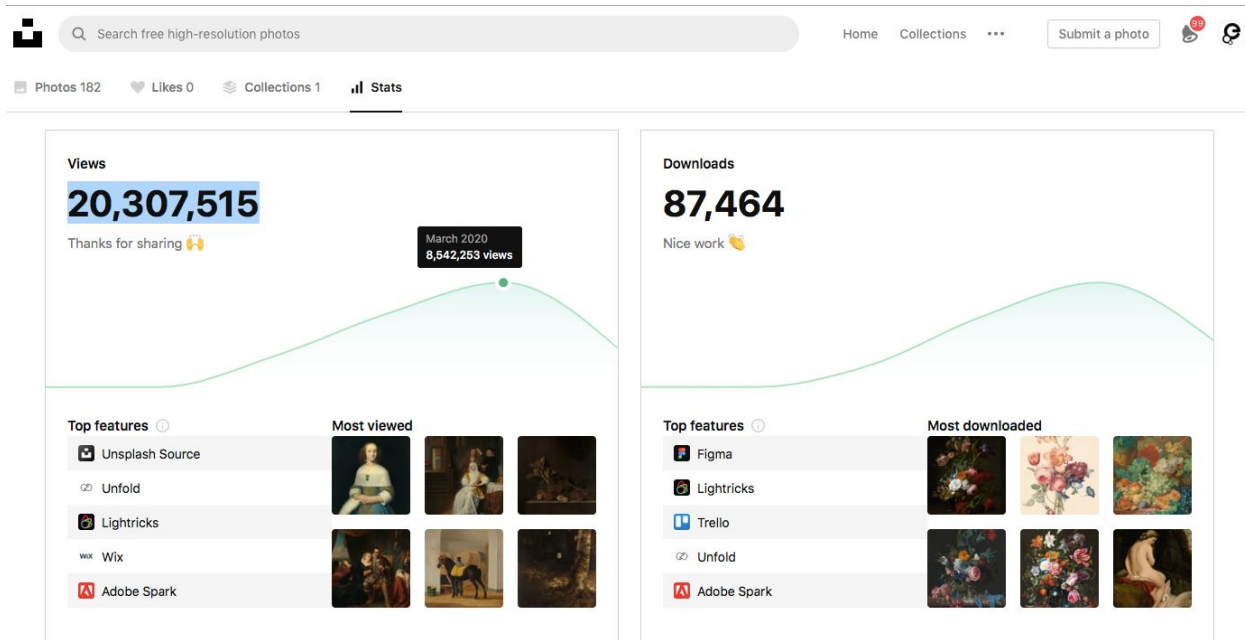 Search free high-resolution photos
Home Collections ••• Submit a photo 99
Photos 182 Likes 0 Collections 1 Stats
Views
20,307,515
Thanks for sharing 🙌
March 2020
8,542,253 views
Top features
Unsplash Source
Unfold
Lightricks
WiX Wix
Adobe Spark
Most viewed
Downloads
87,464
Nice work 👏
Top features
Figma
Lightricks
Trello
Unfold
Adobe Spark
Most downloaded